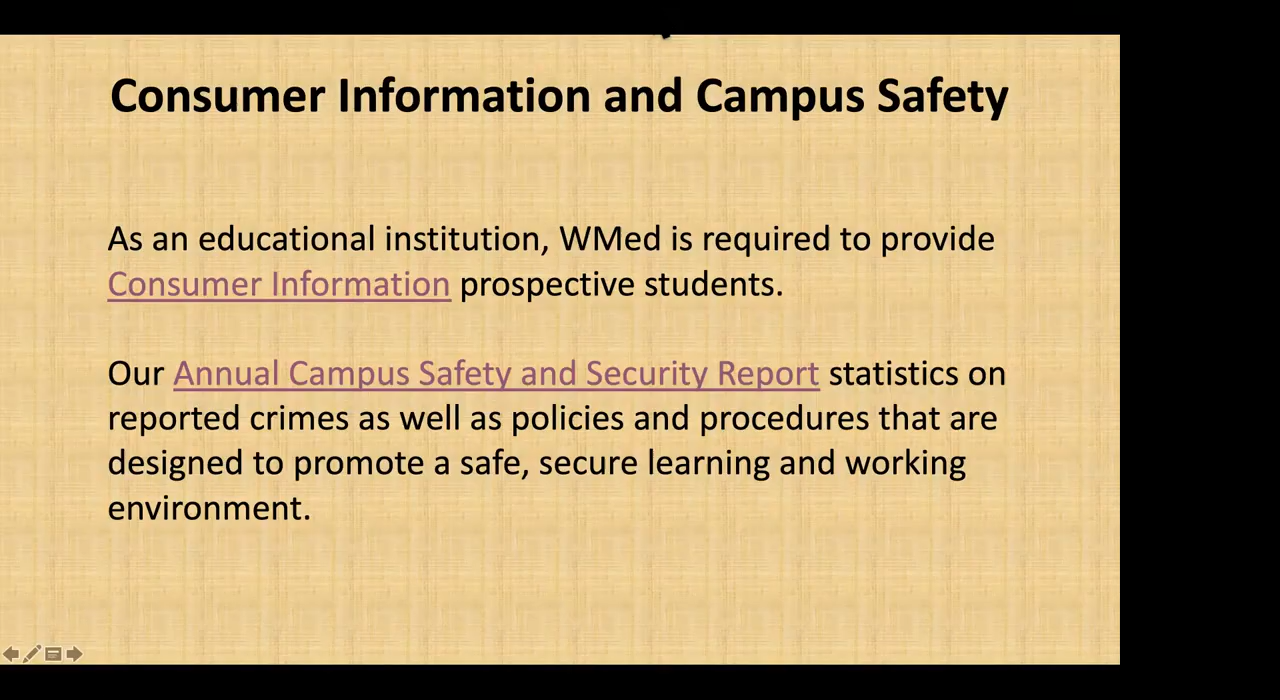 Consumer Information and Campus Safety
As an educational institution, WMed is required to provide
Consumer Information prospective students.
Our Annual Campus Safety and Security Report statistics on
reported crimes as well as policies and procedures that are
designed to promote a safe, secure learning and working
environment.